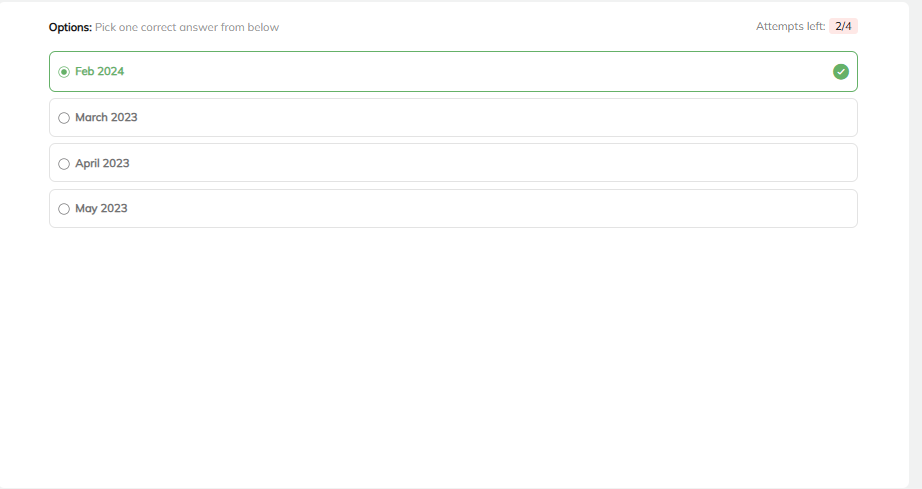 Options: Pick one correct answer from below
Attempts left: 2/4
Feb 2024
March 2023
April 2023
May 2023